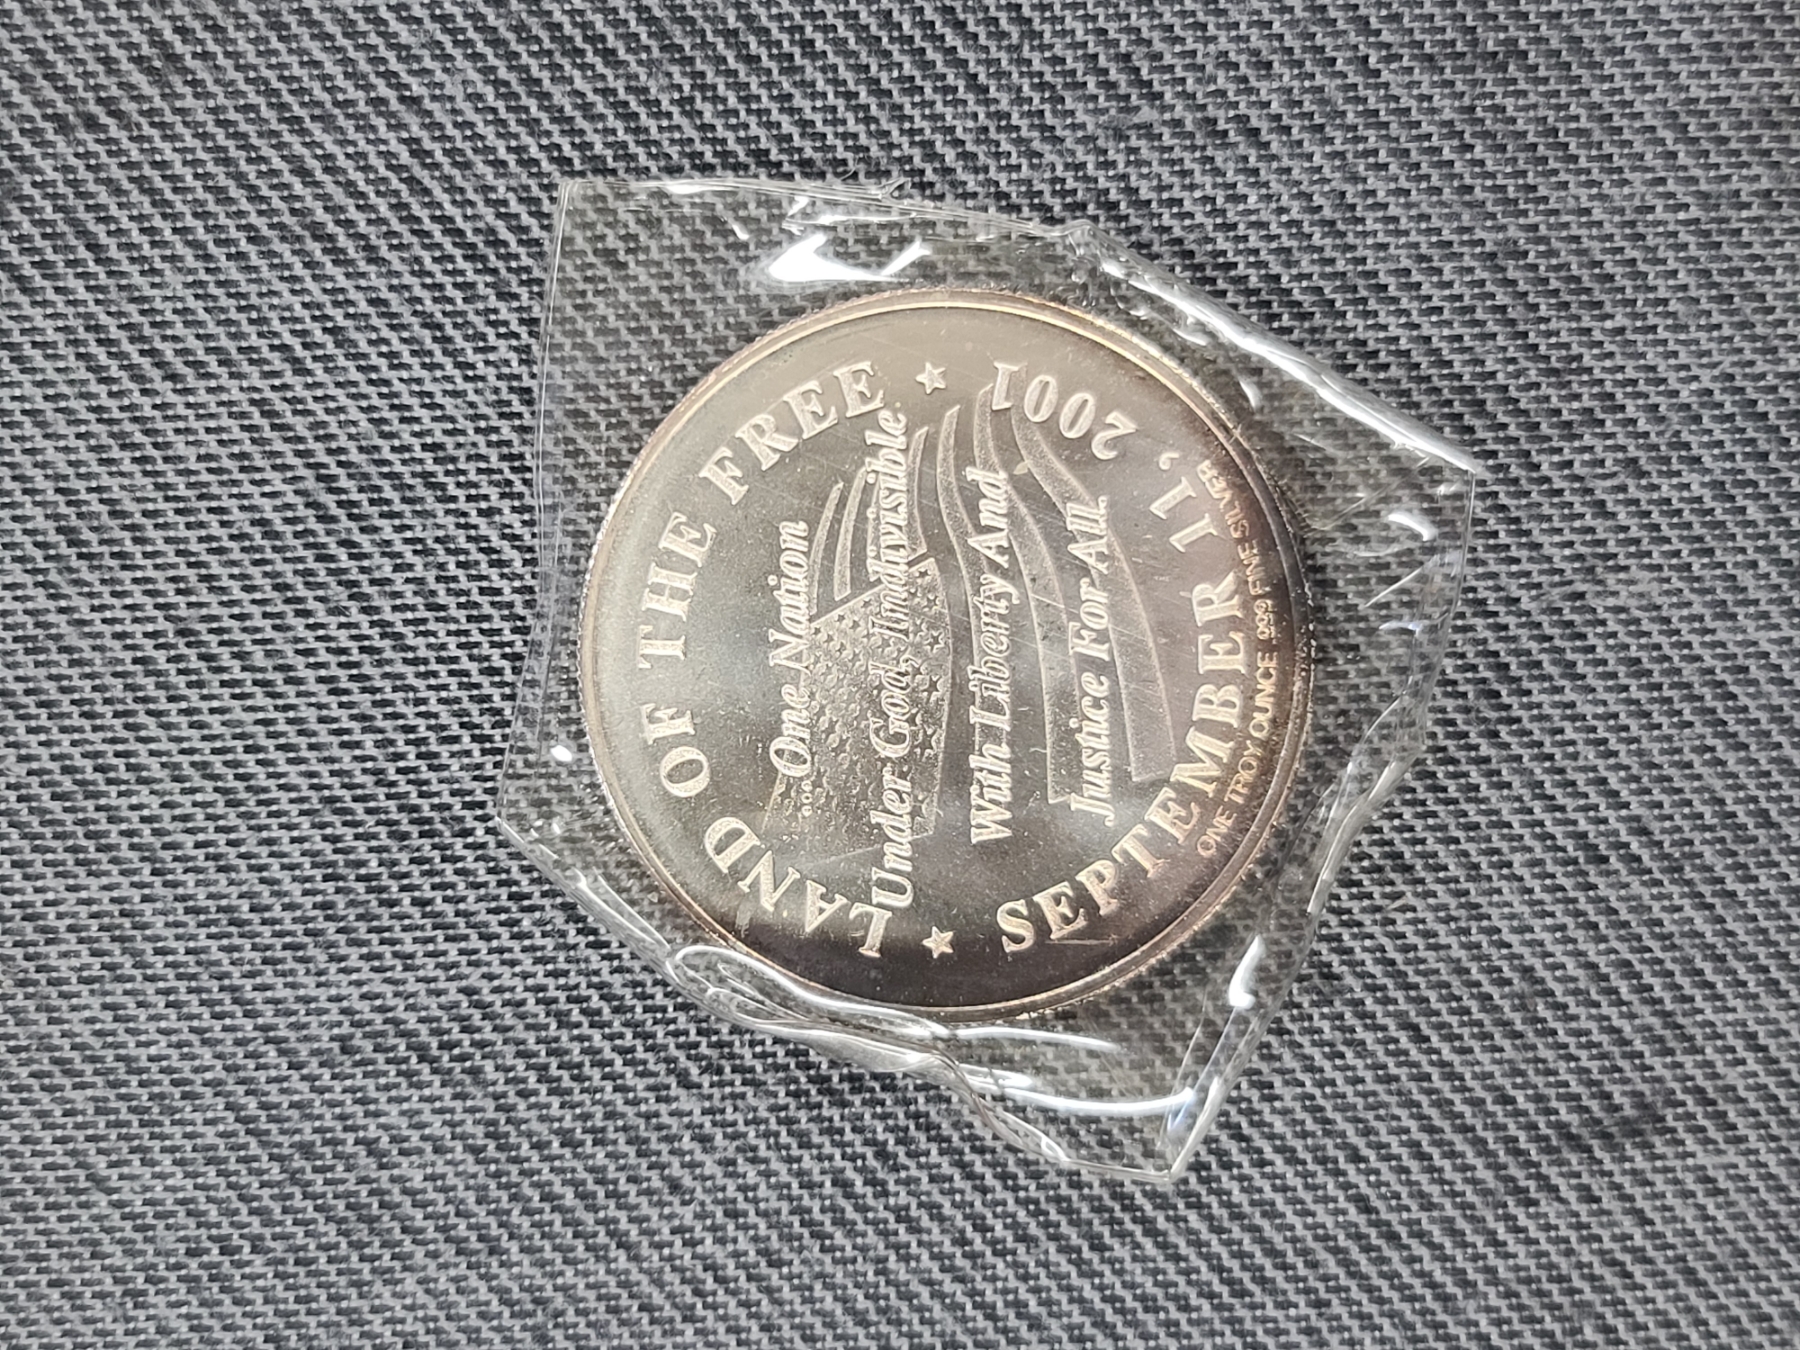 LAND OF THE FREE
One Nation
Under God, Indivisible
With Liberty And
Justice For All.
SEPTEMBER 11, 2001
ONE TROY OUNCE .999 FINE SILVER